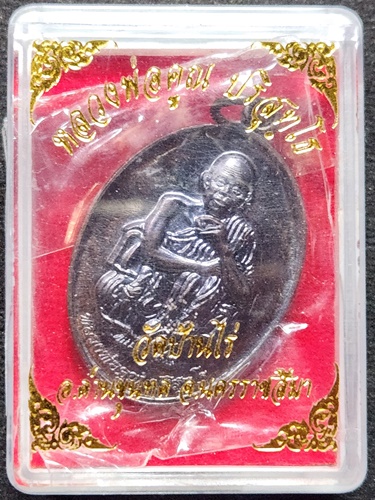 หลวงพ่อคูณ ปริสุทฺโธ
วัดบ้านไร่
อ.ด่านขุนทด จ.นครราชสีมา